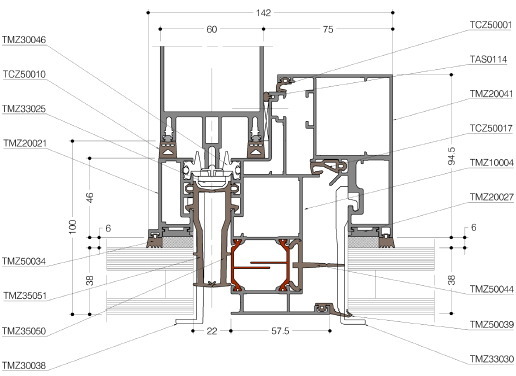 142
TCZ50001
60
75
TMZ30046
TAS0114
TCZ50010
TMZ20041
TMZ33025
TCZ50017
TMZ20021
94.5
TMZ10004
46
100
TMZ20027
6
6
TMZ50034
38
38
TMZ35051
TMZ50044
TMZ35050
22
57.5
TMZ50039
TMZ30038
TMZ33030